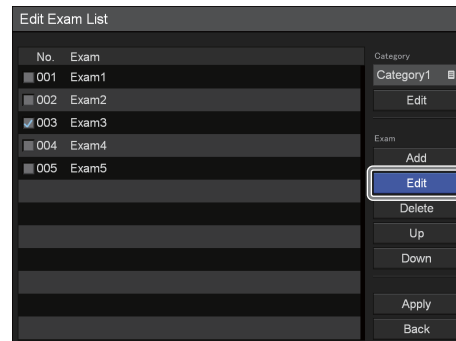 Edit Exam List
No. Exam
001 Exam1
002 Exam2
003 Exam3
004 Exam4
005 Exam5
Category
Category1
Edit
Exam
Add
Edit
Delete
Up
Down
Apply
Back